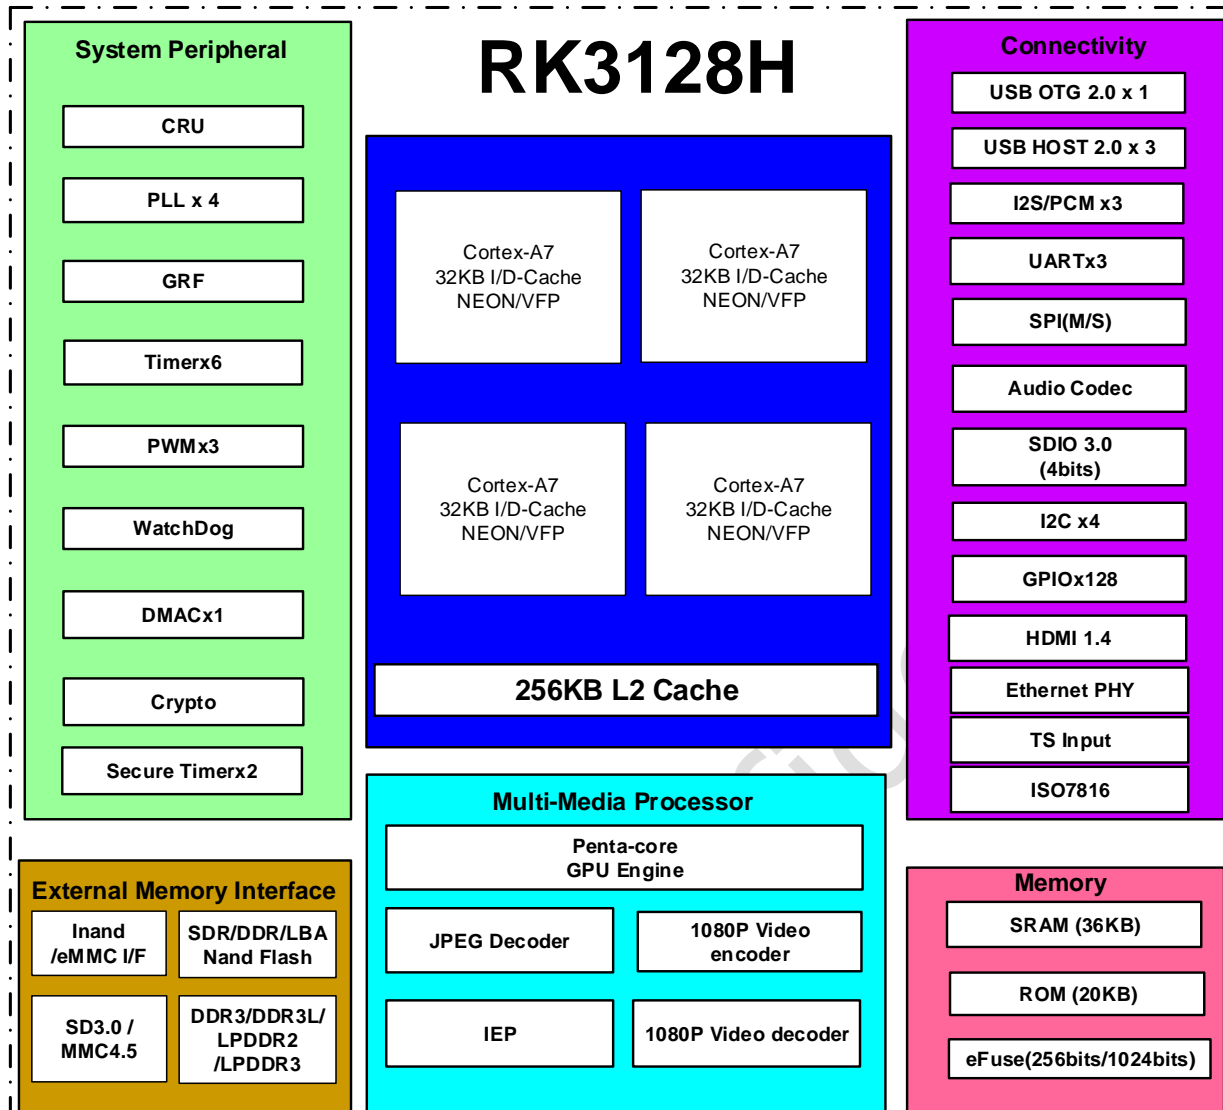 RK3128H
System Peripheral
CRU
PLL x 4
GRF
Timerx6
PWMx3
WatchDog
DMACx1
Crypto
Secure Timerx2
Cortex-A7
32KB I/D-Cache
NEON/VFP
Cortex-A7
32KB I/D-Cache
NEON/VFP
Cortex-A7
32KB I/D-Cache
NEON/VFP
Cortex-A7
32KB I/D-Cache
NEON/VFP
256KB L2 Cache
Connectivity
USB OTG 2.0 x 1
USB HOST 2.0 x 3
I2S/PCM x3
UARTx3
SPI(M/S)
Audio Codec
SDIO 3.0
(4bits)
I2C x4
GPIOx128
HDMI 1.4
Ethernet PHY
TS Input
ISO7816
External Memory Interface
Inand
/eMMC I/F
SDR/DDR/LBA
Nand Flash
SD3.0 /
MMC4.5
DDR3/DDR3L/
LPDDR2
/LPDDR3
Multi-Media Processor
Penta-core
GPU Engine
JPEG Decoder
1080P Video
encoder
IEP
1080P Video decoder
Memory
SRAM (36KB)
ROM (20KB)
eFuse(256bits/1024bits)